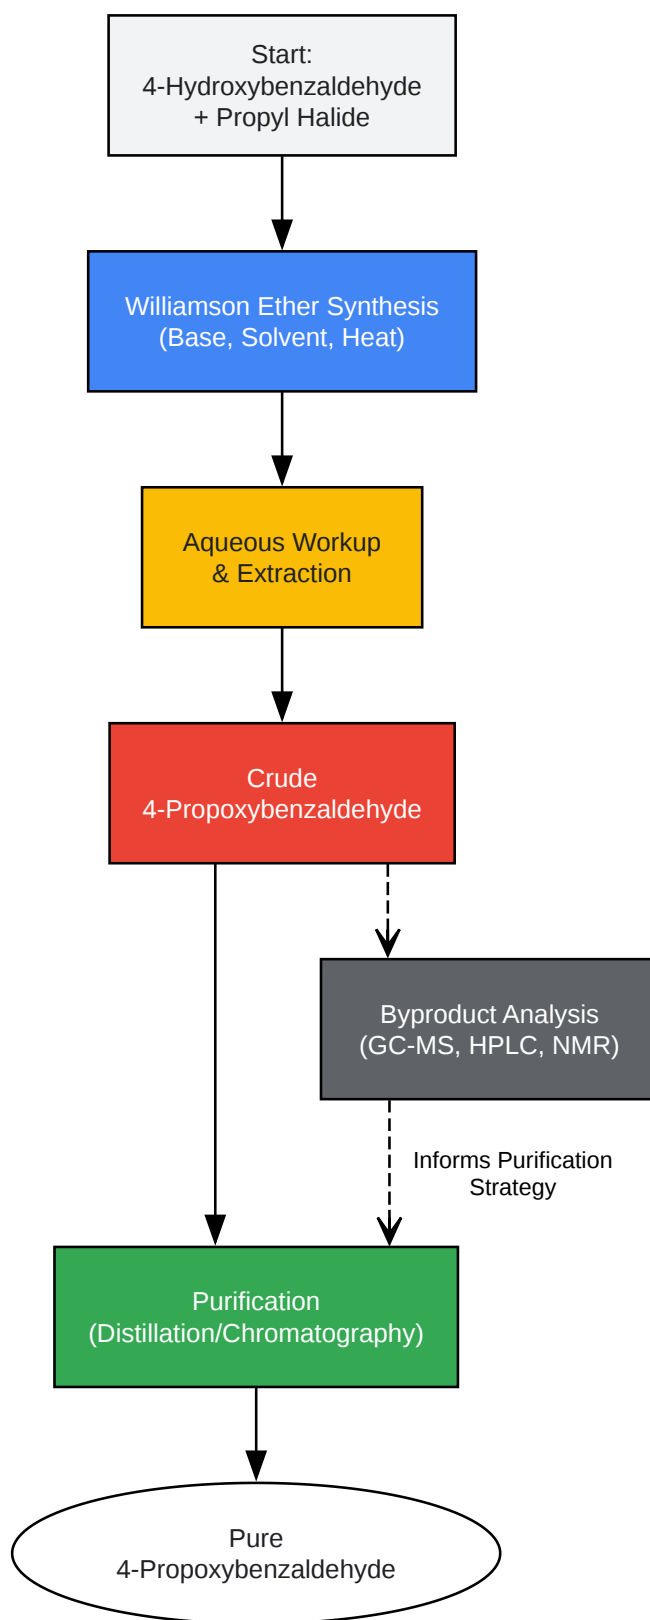 Start:
4-Hydroxybenzaldehyde
+ Propyl Halide
Williamson Ether Synthesis
(Base, Solvent, Heat)
Aqueous Workup
& Extraction
Crude
4-Propoxybenzaldehyde
Byproduct Analysis
(GC-MS, HPLC, NMR)
Informs Purification
Strategy
Purification
(Distillation/Chromatography)
Pure
4-Propoxybenzaldehyde